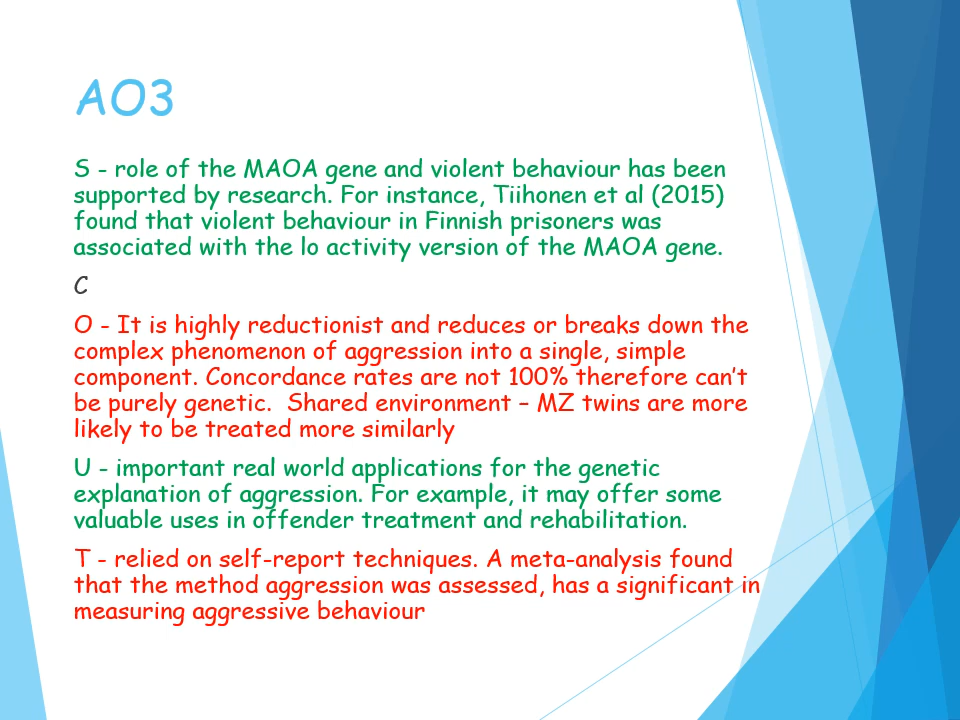 AO3
S - role of the MAOA gene and violent behaviour has been
supported by research. For instance, Tiihonen et al (2015)
found that violent behaviour in Finnish prisoners was
associated with the lo activity version of the MAOA gene.
C
O - It is highly reductionist and reduces or breaks down the
complex phenomenon of aggression into a single, simple
component. Concordance rates are not 100% therefore can’t
be purely genetic.  Shared environment – MZ twins are more
likely to be treated more similarly
U - important real world applications for the genetic
explanation of aggression. For example, it may offer some
valuable uses in offender treatment and rehabilitation.
T - relied on self-report techniques. A meta-analysis found
that the method aggression was assessed, has a significant in
measuring aggressive behaviour